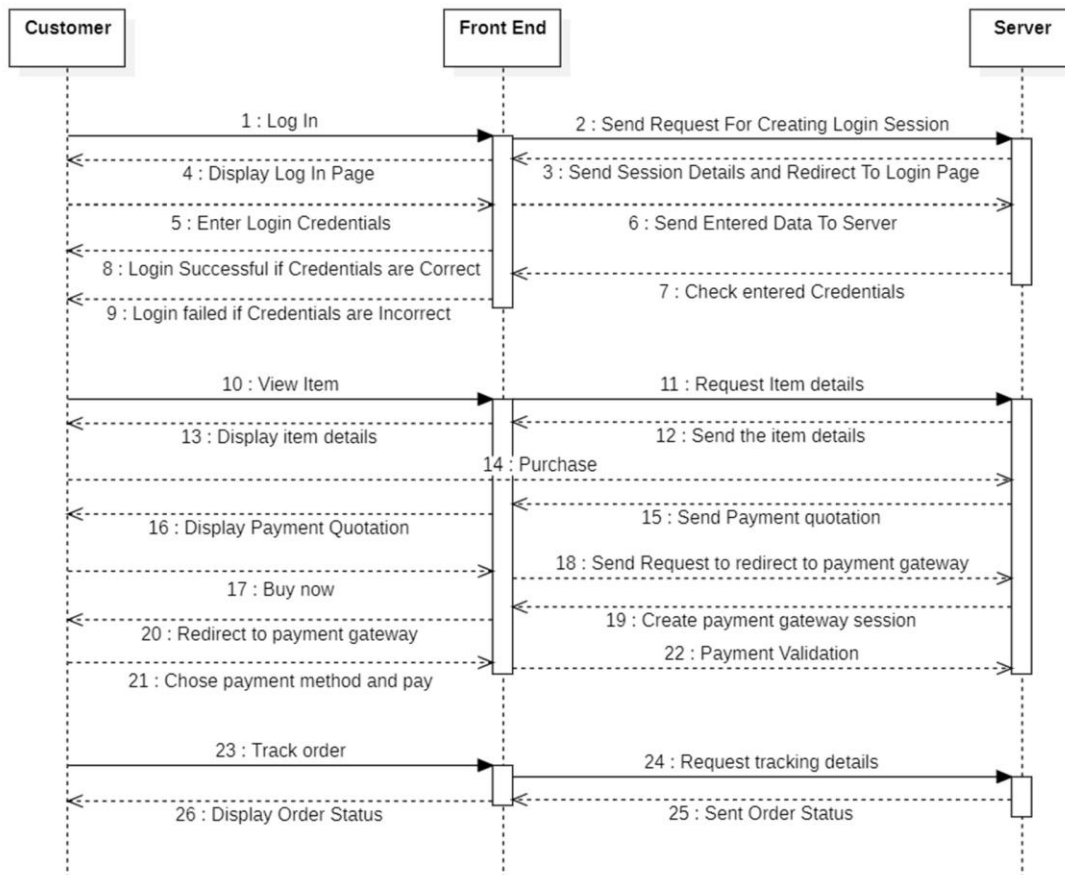 Customer
Front End
Server
1 : Log In
2 : Send Request For Creating Login Session
3 : Send Session Details and Redirect To Login Page
4 : Display Log In Page
5 : Enter Login Credentials
6 : Send Entered Data To Server
8 : Login Successful if Credentials are Correct
7 : Check entered Credentials
9 : Login failed if Credentials are Incorrect
10 : View Item
11 : Request Item details
13 : Display item details
12 : Send the item details
14 : Purchase
16 : Display Payment Quotation
15 : Send Payment quotation
18 : Send Request to redirect to payment gateway
17 : Buy now
20 : Redirect to payment gateway
19 : Create payment gateway session
22 : Payment Validation
21 : Chose payment method and pay
23 : Track order
24 : Request tracking details
26 : Display Order Status
25 : Sent Order Status